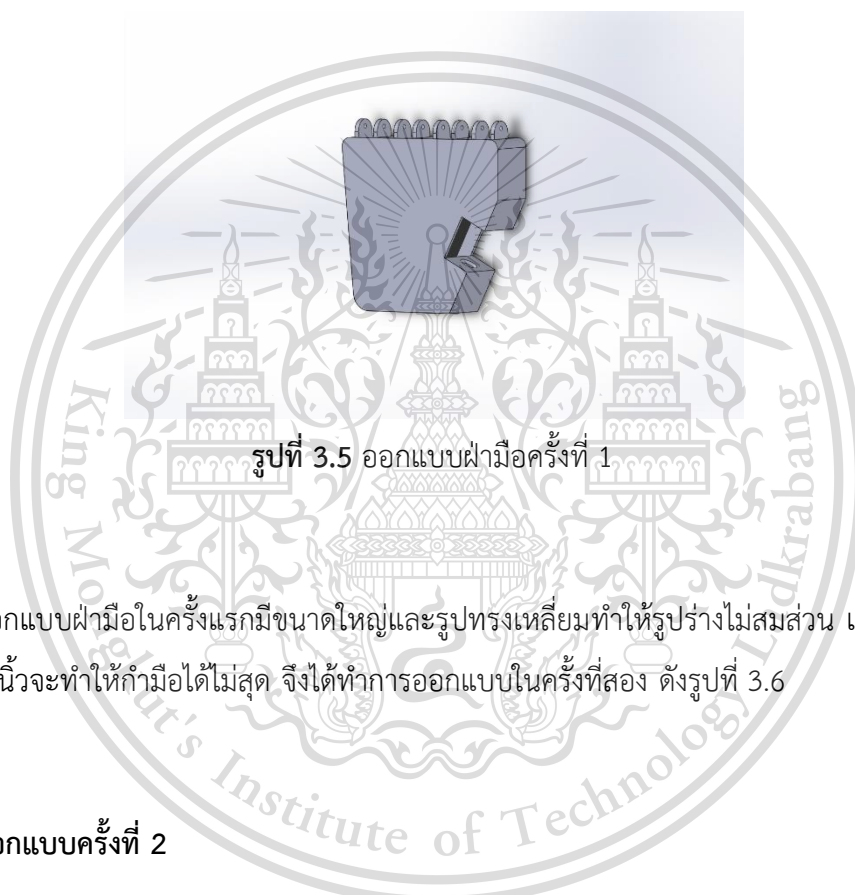 รูปที่ 3.5 ออกแบบฝ่ามือครั้งที่ 1
กแบบฝ่ามือในครั้งแรกมีขนาดใหญ่และรูปทรงเหลี่ยมทำให้รูปร่างไม่สมส่วน
นิ้วจะทำให้กำมือได้ไม่สุด จึงได้ทำการออกแบบในครั้งที่สอง ดังรูปที่ 3.6
อกแบบครั้งที่ 2
King Mongkut's Institute of Technology Ladkrabang